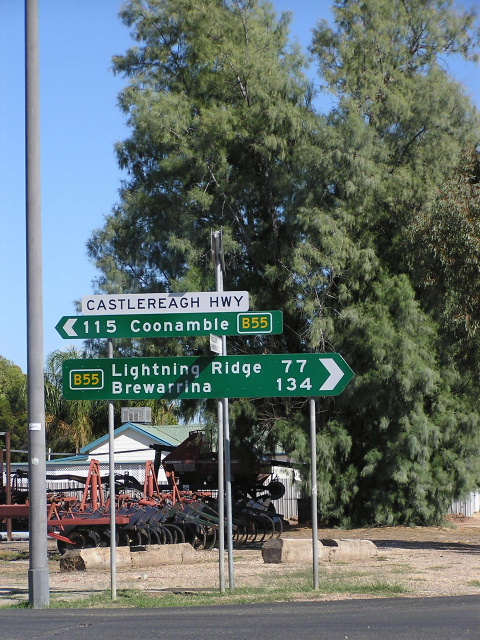 CASTLEREAGH HWY
115 Coonamble B55
B55 Lightning Ridge 77
Brewarrina 134